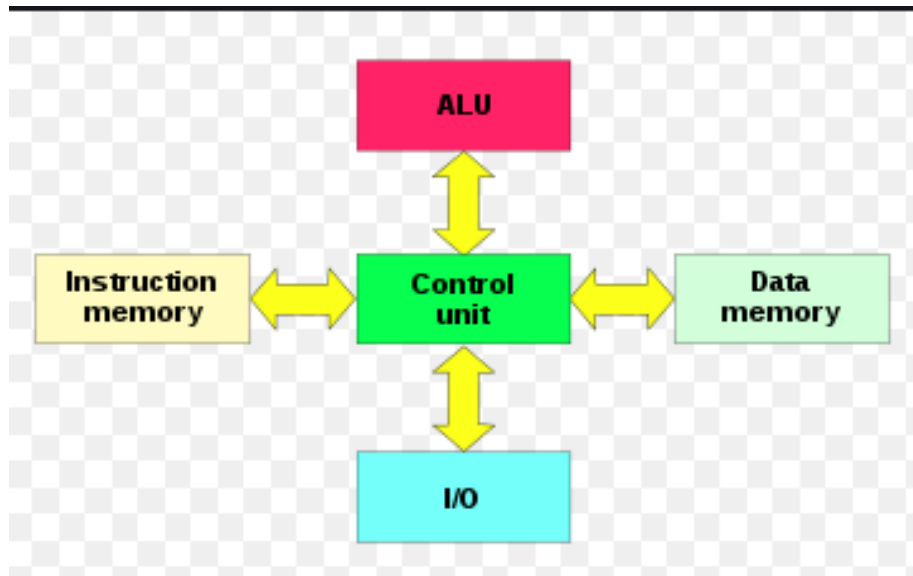 ALU
Instruction
memory
Control
unit
Data
memory
I/O